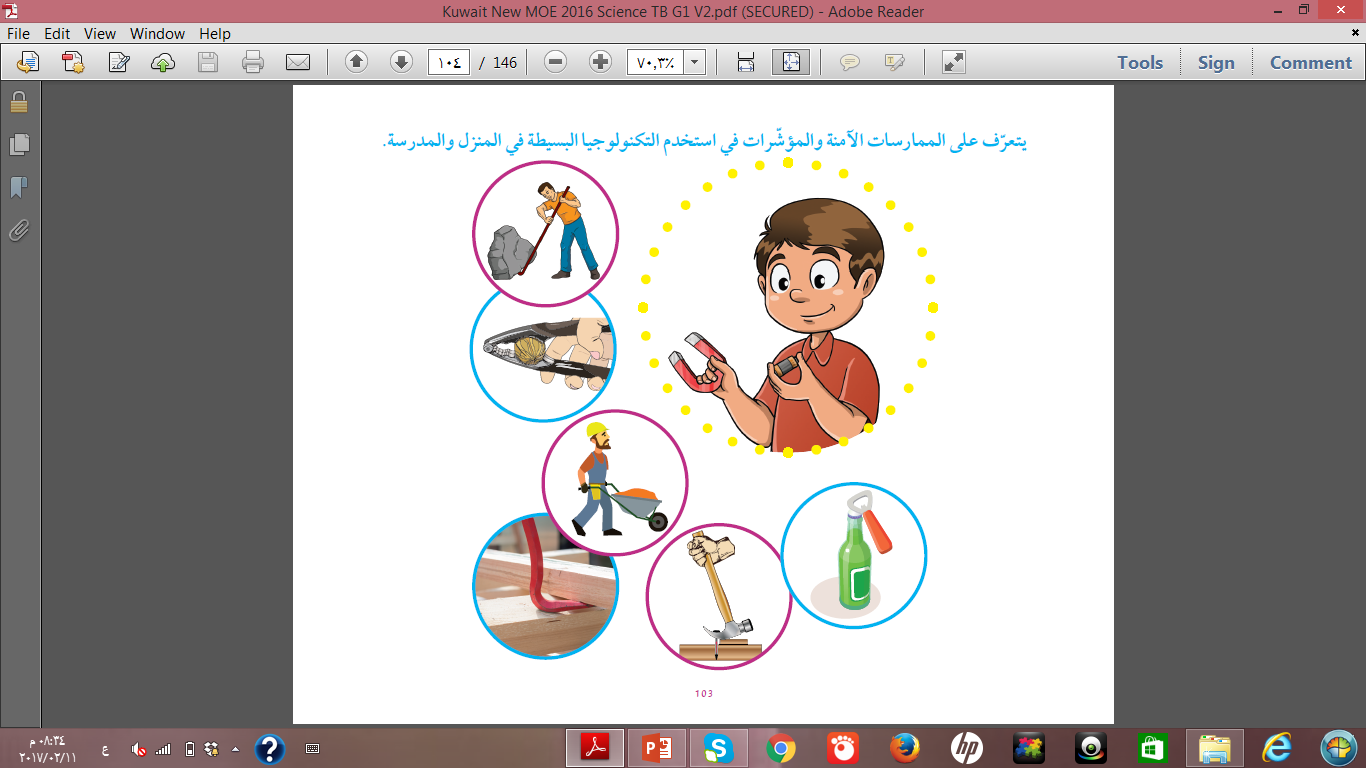 Kuwait New MOE 2016 Science TB G1 V2.pdf (SECURED) - Adobe Reader
File Edit View Window Help
١٠٤ / 146 ٧٠,٣٪ Tools Sign Comment
يتعرّف على الممارسات الآمنة والمؤشّرات في استخدم التكنولوجيا البسيطة في المنزل والمدرسة.
103
٠٨:٣٤ م
ع
٢٠١٧/٠٢/١١